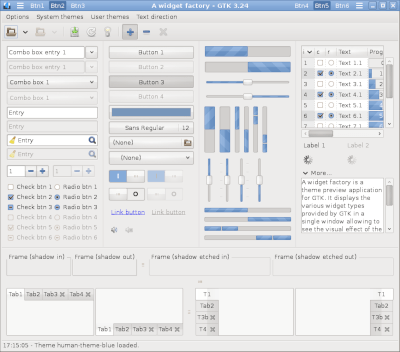 Btn1 Btn2 Btn3 A widget factory - GTK 3.24 Btn4 Btn5 Btn6
Options System themes User themes Text direction
Combo box entry 1
Combo box entry 1
Combo box 1
Combo box 1
Entry
Entry
Entry
Entry
1
1
Check btn 1 Radio btn 1
Check btn 2 Radio btn 2
Check btn 3 Radio btn 3
Check btn 4 Radio btn 4
Check btn 5 Radio btn 5
Check btn 6 Radio btn 6
Button 1
Button 2
Button 3
Button 4
Sans Regular 12
(None)
(None)
Link button Link button
Text Prog
1 Text 1.1
2 Text 2.1
3 Text 3.1
4 Text 4.1
5 Text 5.1
6 Text 6.1
Label 1 Label 2
More...
A widget factory is a
theme preview application
for GTK. It displays the
various widget types
provided by GTK in a
single window allowing to
see the visual effect of the
Frame (shadow in) Frame (shadow out) Frame (shadow etched in) Frame (shadow etched out)
Tab1 Tab2 Tab3 Tab4
Tab1 Tab2 Tab3 Tab4
T1
Tab2
T3b
T4
T1
Tab2
T3b
T4
17:15:05 - Theme human-theme-blue loaded.